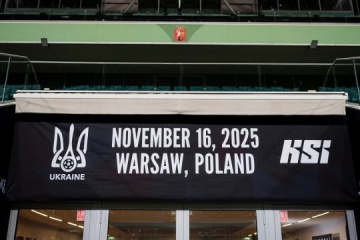 NOVEMBER 16, 2025
WARSAW, POLAND
UKRAINE
KSI